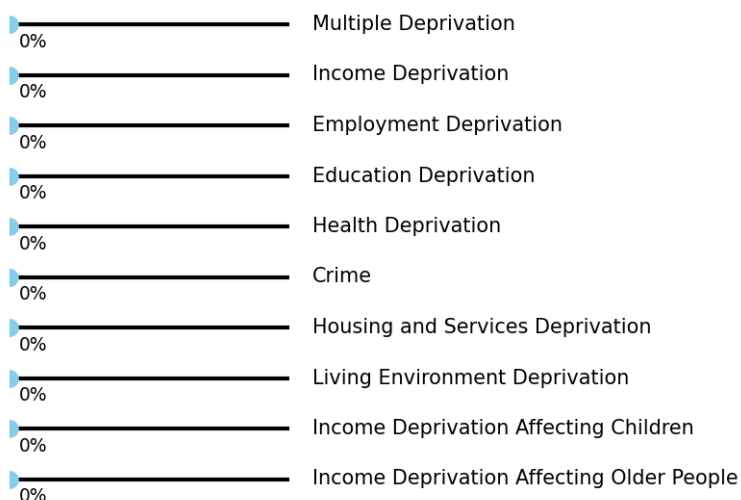 Multiple Deprivation
0%
Income Deprivation
0%
Employment Deprivation
0%
Education Deprivation
0%
Health Deprivation
0%
Crime
0%
Housing and Services Deprivation
0%
Living Environment Deprivation
0%
Income Deprivation Affecting Children
0%
Income Deprivation Affecting Older People
0%